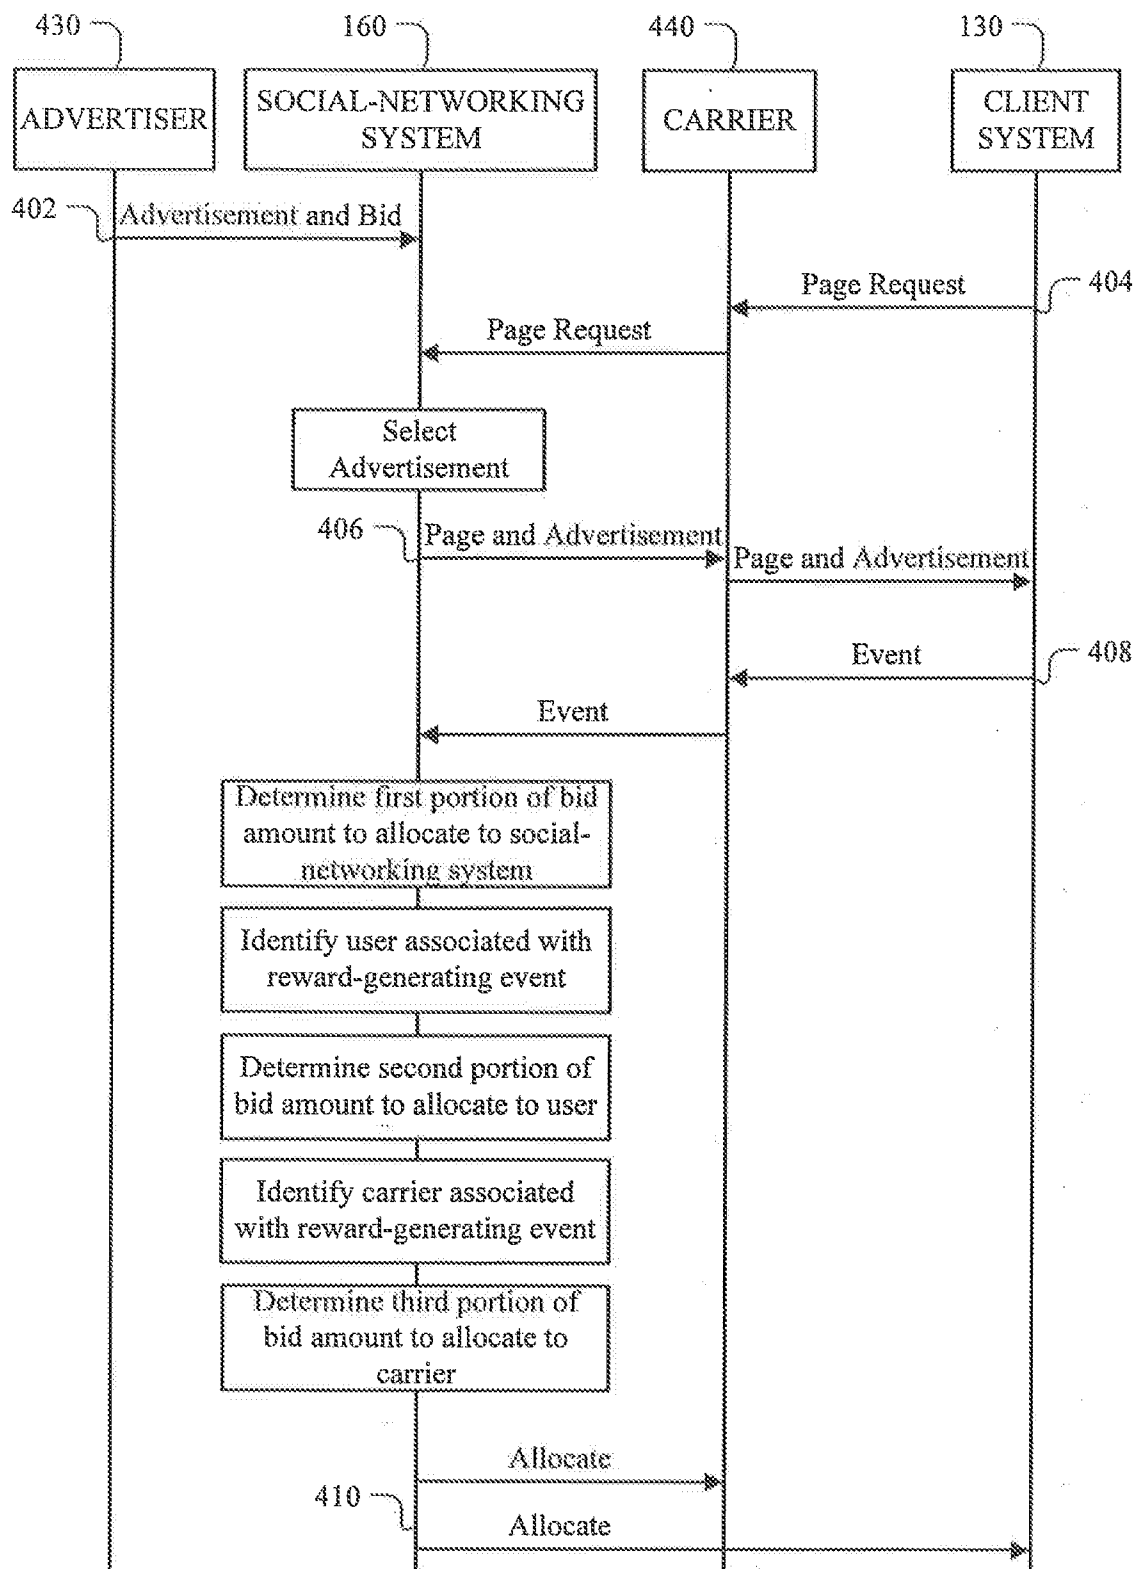 430
160
440
130
ADVERTISER
SOCIAL-NETWORKING
SYSTEM
CARRIER
CLIENT
SYSTEM
402
Advertisement and Bid
Page Request
404
Page Request
Select
Advertisement
406
Page and Advertisement
Page and Advertisement
Event
408
Event
Determine first portion of bid
amount to allocate to social-
networking system
Identify user associated with
reward-generating event
Determine second portion of
bid amount to allocate to user
Identify carrier associated
with reward-generating event
Determine third portion of
bid amount to allocate to
carrier
Allocate
410
Allocate